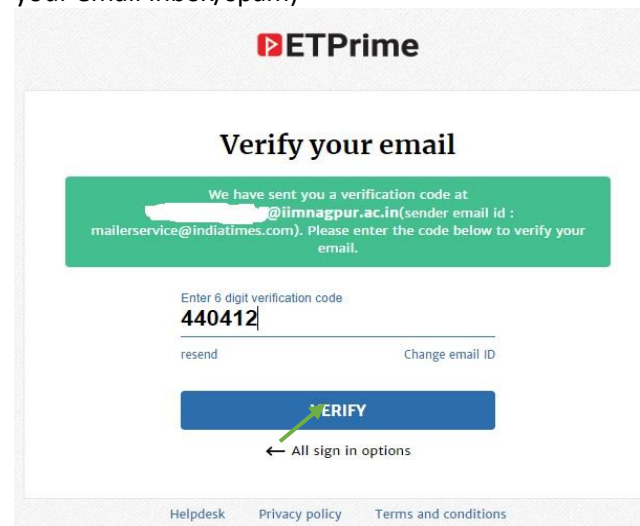 your email inbox/spam)
ETPrime
Verify your email
We have sent you a verification code at
@iimnagpur.ac.in(sender email id :
mailerservice@indiatimes.com). Please enter the code below to verify your
email.
Enter 6 digit verification code
440412
resend Change email ID
VERIFY
← All sign in options
Helpdesk Privacy policy Terms and conditions